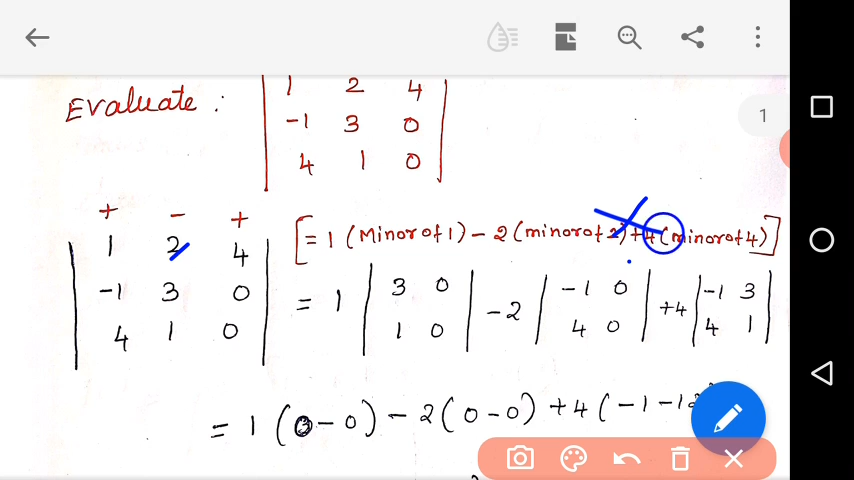 1
Evaluate :
1 2 4
-1 3 0
4 1 0
+ - +
1 2 4
-1 3 0
4 1 0
[= 1 (Minor of 1) - 2 (minor of 2) + 4 (minor of 4)]
= 1 | 3 0 | - 2 | -1 0 | + 4 | -1 3 |
| 1 0 | | 4 0 | | 4 1 |
= 1 (0 - 0) - 2 (0 - 0) + 4 (-1 - 12